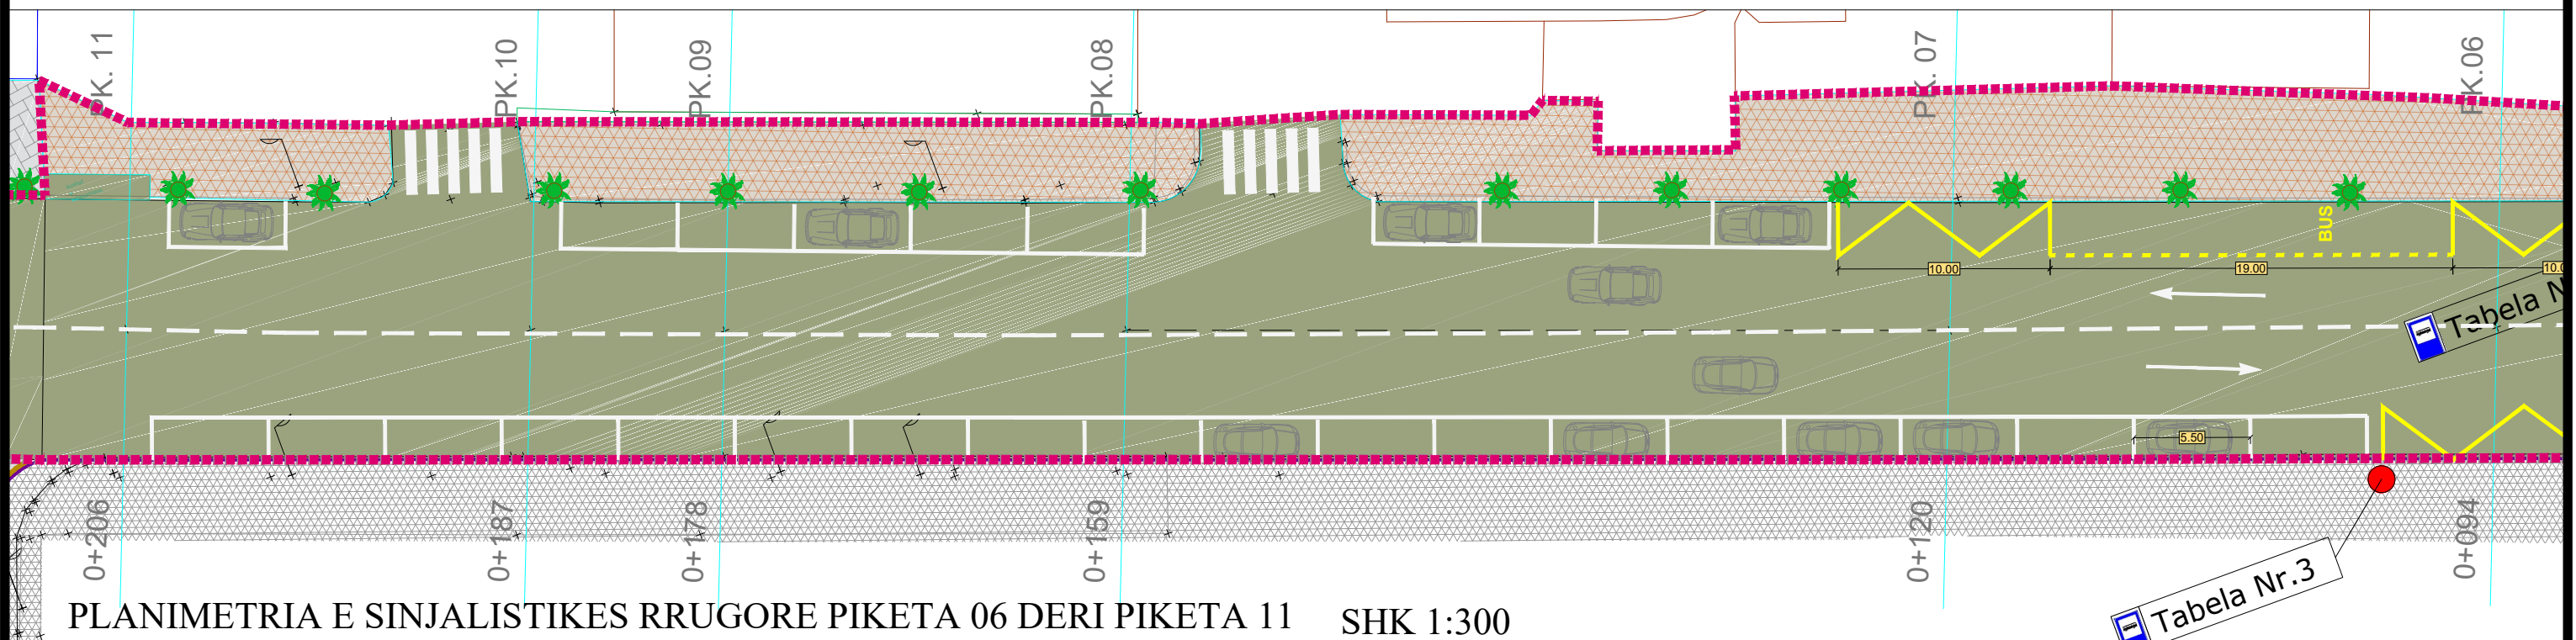 PK. 11
PK.10
PK.09
PK.08
PK. 07
PK.06
BUS
10.00
19.00
10.0
Tabela N
5.50
0+206
0+187
0+178
0+159
0+120
0+094
Tabela Nr.3
PLANIMETRIA E SINJALISTIKES RRUGORE PIKETA 06 DERI PIKETA 11
SHK 1:300